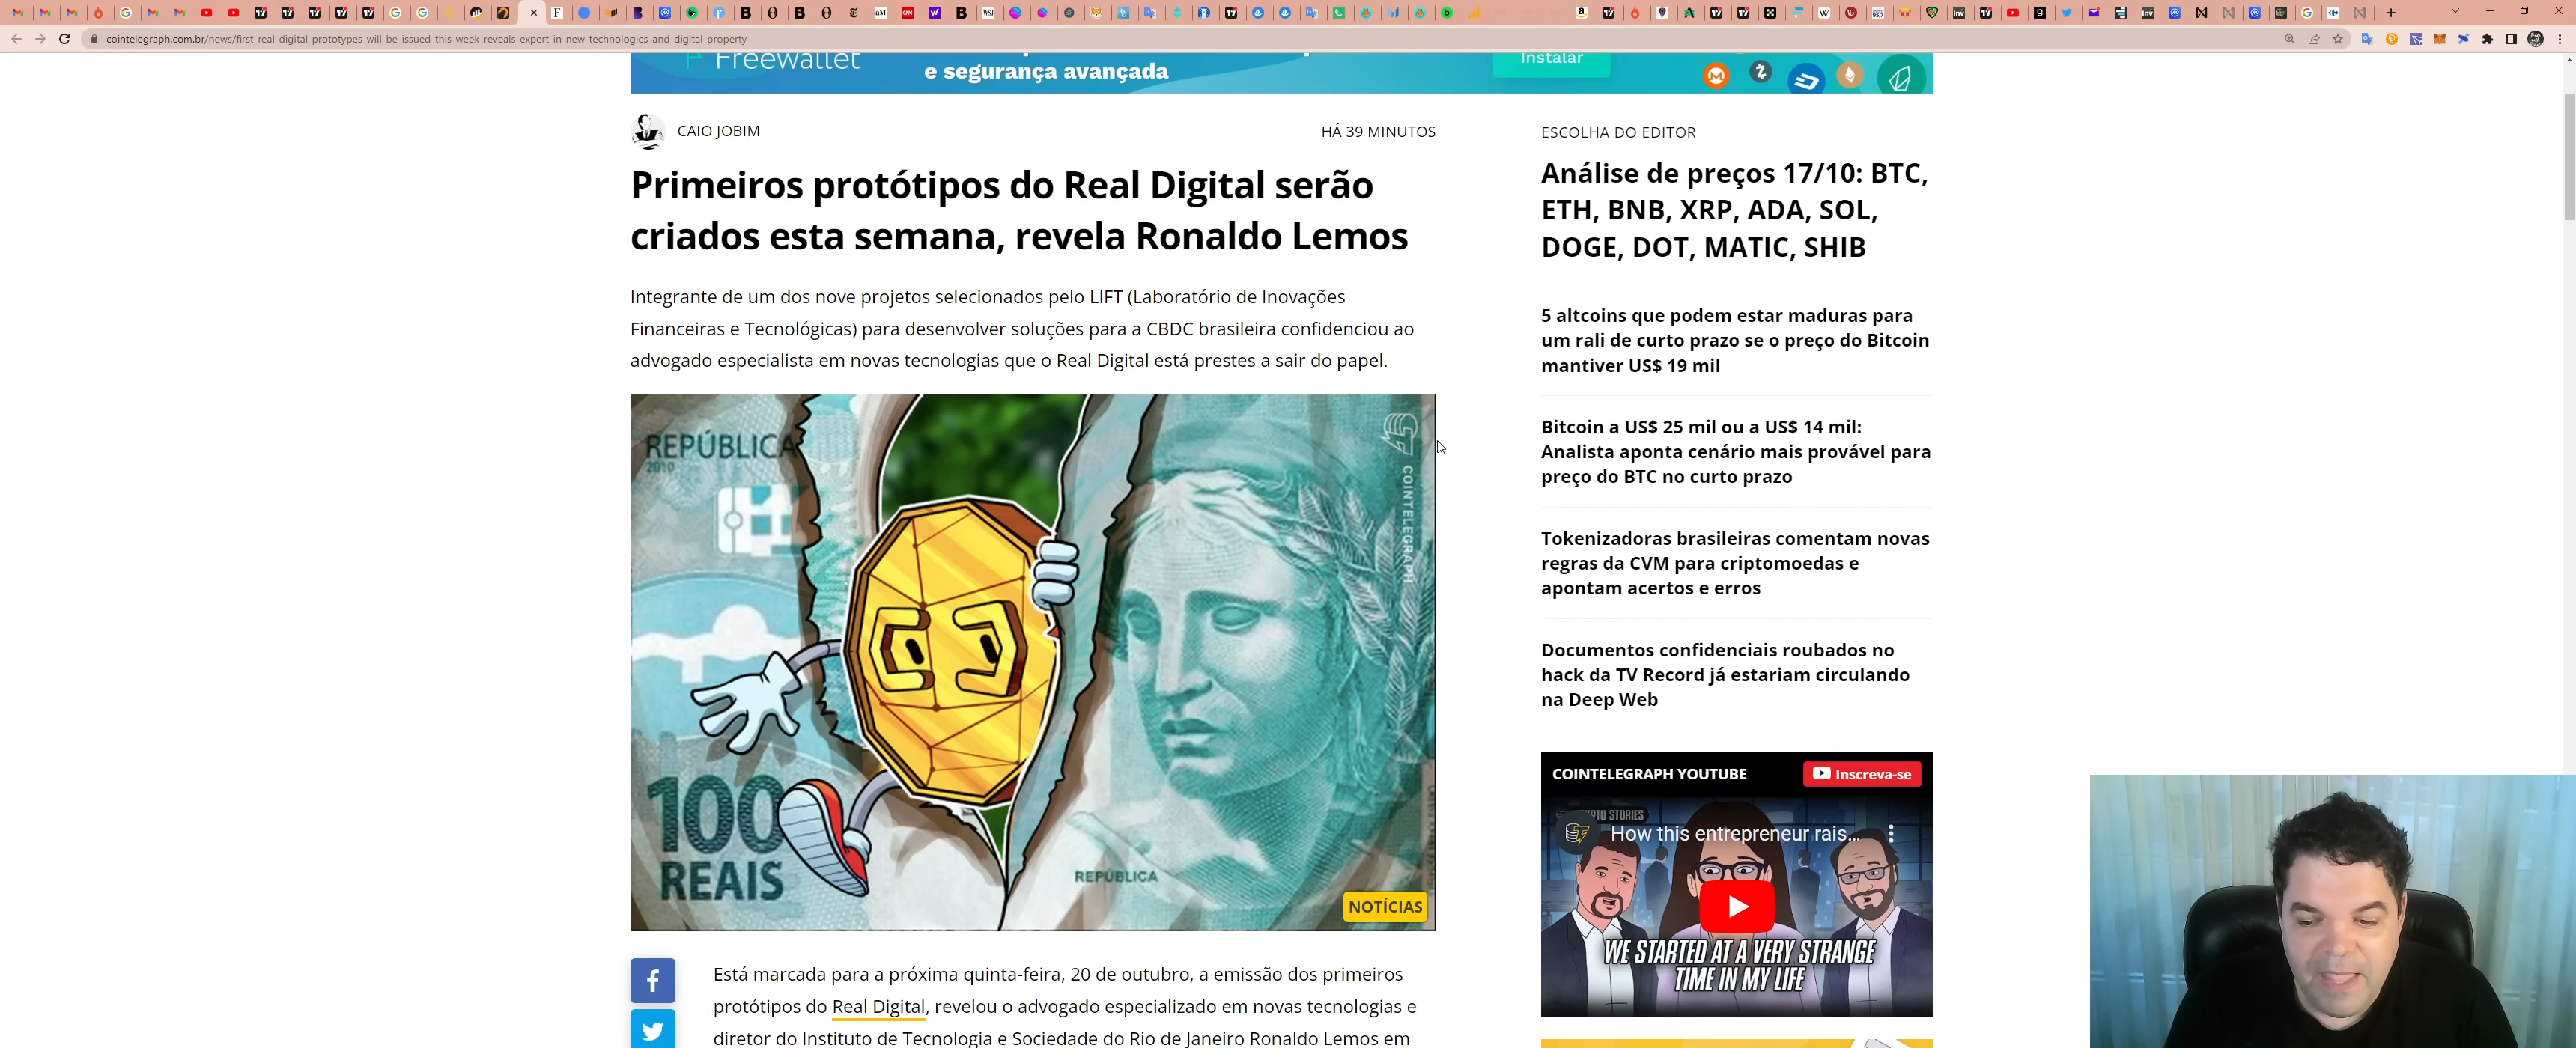 cointelegraph.com.br/news/first-real-digital-prototypes-will-be-issued-this-week-reveals-expert-in-new-technologies-and-digital-property
Freewallet
e segurança avançada
Instalar
CAIO JOBIM
HÁ 39 MINUTOS
Primeiros protótipos do Real Digital serão
criados esta semana, revela Ronaldo Lemos
Integrante de um dos nove projetos selecionados pelo LIFT (Laboratório de Inovações
Financeiras e Tecnológicas) para desenvolver soluções para a CBDC brasileira confidenciou ao
advogado especialista em novas tecnologias que o Real Digital está prestes a sair do papel.
REPÚBLICA
2010
COINTELEGRAPH
100
REAIS
REPÚBLICA
NOTÍCIAS
Está marcada para a próxima quinta-feira, 20 de outubro, a emissão dos primeiros
protótipos do Real Digital, revelou o advogado especializado em novas tecnologias e
diretor do Instituto de Tecnologia e Sociedade do Rio de Janeiro Ronaldo Lemos em
ESCOLHA DO EDITOR
Análise de preços 17/10: BTC,
ETH, BNB, XRP, ADA, SOL,
DOGE, DOT, MATIC, SHIB
5 altcoins que podem estar maduras para
um rali de curto prazo se o preço do Bitcoin
mantiver US$ 19 mil
Bitcoin a US$ 25 mil ou a US$ 14 mil:
Analista aponta cenário mais provável para
preço do BTC no curto prazo
Tokenizadoras brasileiras comentam novas
regras da CVM para criptomoedas e
apontam acertos e erros
Documentos confidenciais roubados no
hack da TV Record já estariam circulando
na Deep Web
COINTELEGRAPH YOUTUBE
Inscreva-se
STORIES
How this entrepreneur rais...
WE STARTED AT A VERY STRANGE
TIME IN MY LIFE